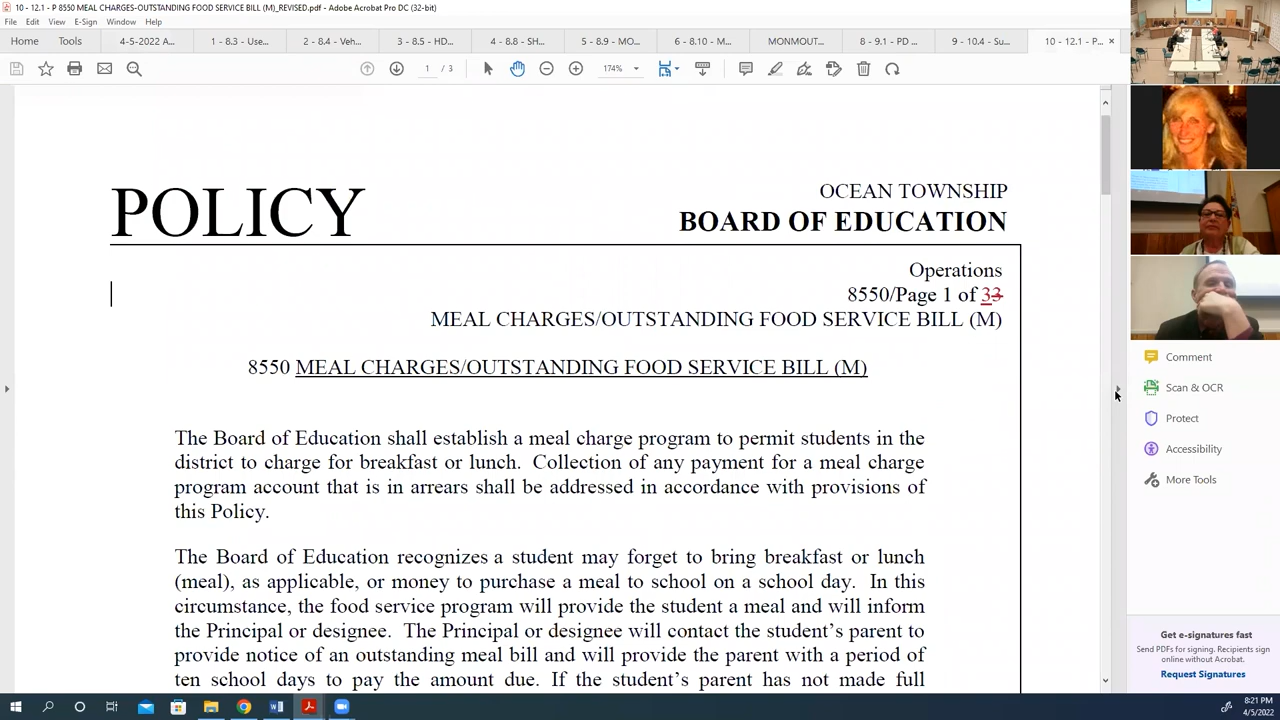 10 - 12.1 - P 8550 MEAL CHARGES-OUTSTANDING FOOD SERVICE BILL (M)_REVISED.pdf - Adobe Acrobat Pro DC (32-bit)
File Edit View E-Sign Window Help
Home Tools 4-5-2022 A... 1 - 8.3 - Use... 2 - 8.4 - Veh... 3 - 8.5 - HD... 4 - 8.8 - CH... 5 - 8.9 - MO... 6 - 8.10 - M... MONMOUT... 8 - 9.1 - PD ... 9 - 10.4 - Su... 10 - 12.1 - P...
1 / 3 174%
POLICY
OCEAN TOWNSHIP
BOARD OF EDUCATION
Operations
8550/Page 1 of 33
MEAL CHARGES/OUTSTANDING FOOD SERVICE BILL (M)
8550 MEAL CHARGES/OUTSTANDING FOOD SERVICE BILL (M)
The Board of Education shall establish a meal charge program to permit students in the
district to charge for breakfast or lunch. Collection of any payment for a meal charge
program account that is in arrears shall be addressed in accordance with provisions of
this Policy.
The Board of Education recognizes a student may forget to bring breakfast or lunch
(meal), as applicable, or money to purchase a meal to school on a school day. In this
circumstance, the food service program will provide the student a meal and will inform
the Principal or designee. The Principal or designee will contact the student's parent to
provide notice of an outstanding meal bill and will provide the parent with a period of
ten school days to pay the amount due. If the student's parent has not made full
Comment
Scan & OCR
Protect
Accessibility
More Tools
Get e-signatures fast
Send PDFs for signing. Recipients sign
online without Acrobat.
Request Signatures
8:21 PM
4/5/2022